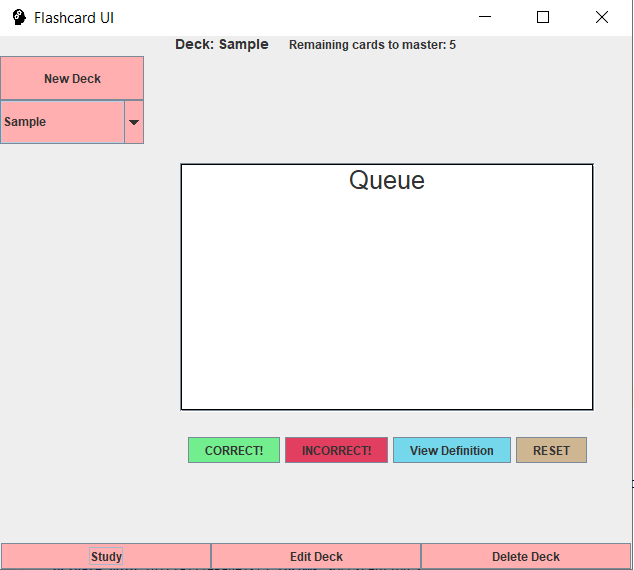 Flashcard UI
Deck: Sample Remaining cards to master: 5
New Deck
Sample
Queue
CORRECT! INCORRECT! View Definition RESET
Study Edit Deck Delete Deck